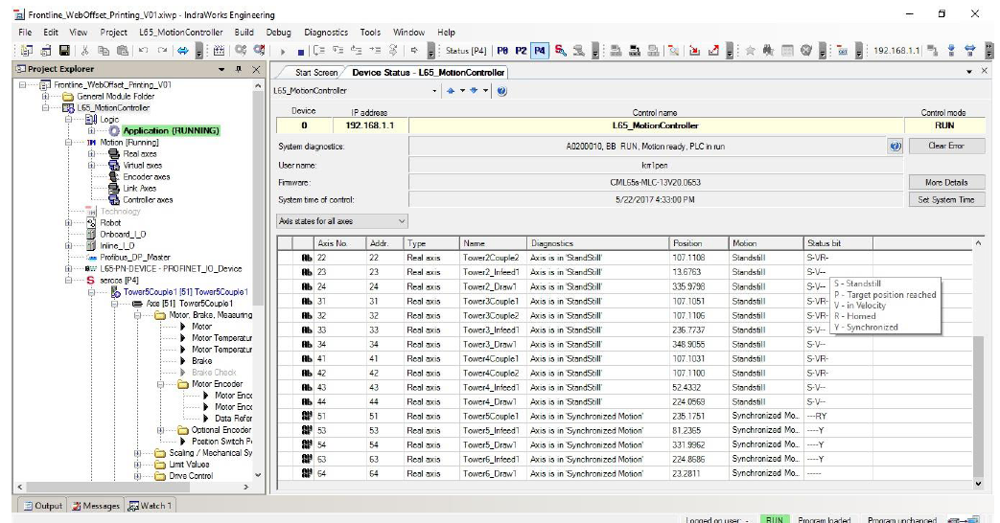 Frontline_WebOffset_Printing_V01.xiwp - IndraWorks Engineering
File Edit View Project L65_MotionController Build Debug Diagnostics Tools Window Help
Status [P4] P0 P2 P4 192.168.1.1
Project Explorer
Frontline_WebOffset_Printing_V01
General Module Folder
L65_MotionController
Logic
Application (RUNNING)
Motion [Running]
Real axes
Virtual axes
Encoder axes
Link Axes
Controller axes
Technology
Robot
Onboard_I_O
Inline_I_O
Profibus_DP_Master
L65-PN-DEVICE - PROFINET_IO_Device
sercos [P4]
Tower5Couple1 [51] Tower5Couple1
Axis [51] Tower5Couple1
Motor, Brake, Measuring
Motor
Motor Temperatur
Motor Temperatur
Brake
Brake Check
Motor Encoder
Motor Enco
Motor Enco
Data Refer
Optional Encoder
Position Switch P
Scaling / Mechanical Sy
Limit Values
Drive Control
Output Messages Watch 1
Start Screen Device Status - L65_MotionController
L65_MotionController
Device IP address Control name Control mode
0 192.168.1.1 L65_MotionController RUN
System diagnostics: A0200010, BB RUN, Motion ready, PLC in run Clear Error
User name: krr1pen
Firmware: CML65s-MLC-13V20.0653 More Details
System time of control: 5/22/2017 4:33:00 PM Set System Time
Axis states for all axes
Axis No. Addr. Type Name Diagnostics Position Motion Status bit
Ab 22 22 Real axis Tower2Couple2 Axis is in 'StandStill' 107.1108 Standstill S-VR-
Ab 23 23 Real axis Tower2_Infeed1 Axis is in 'StandStill' 13.6763 Standstill S-V--
Ab 24 24 Real axis Tower2_Draw1 Axis is in 'StandStill' 335.9798 Standstill S-V--
Ab 31 31 Real axis Tower3Couple1 Axis is in 'StandStill' 107.1051 Standstill S-VR-
Ab 32 32 Real axis Tower3Couple2 Axis is in 'StandStill' 107.1106 Standstill S-VR-
Ab 33 33 Real axis Tower3_Infeed1 Axis is in 'StandStill' 236.7737 Standstill S-V--
Ab 34 34 Real axis Tower3_Draw1 Axis is in 'StandStill' 348.9055 Standstill S-V--
Ab 41 41 Real axis Tower4Couple1 Axis is in 'StandStill' 107.1031 Standstill S-VR-
Ab 42 42 Real axis Tower4Couple2 Axis is in 'StandStill' 107.1100 Standstill S-VR-
Ab 43 43 Real axis Tower4_Infeed1 Axis is in 'StandStill' 52.4332 Standstill S-V--
Ab 44 44 Real axis Tower4_Draw1 Axis is in 'StandStill' 224.0569 Standstill S-V--
51 51 Real axis Tower5Couple1 Axis is in 'Synchronized Motion' 235.1751 Synchronized Mo... ---RY
53 53 Real axis Tower5_Infeed1 Axis is in 'Synchronized Motion' 81.2365 Synchronized Mo... ----Y
54 54 Real axis Tower5_Draw1 Axis is in 'Synchronized Motion' 331.9962 Synchronized Mo... ----Y
63 63 Real axis Tower6_Infeed1 Axis is in 'Synchronized Motion' 224.8686 Synchronized Mo... ----Y
64 64 Real axis Tower6_Draw1 Axis is in 'Synchronized Motion' 23.2811 Synchronized Mo... -----
S - Standstill
P - Target position reached
V - in Velocity
R - Homed
Y - Synchronized
Logged on user: - RUN Program loaded Program unchanged